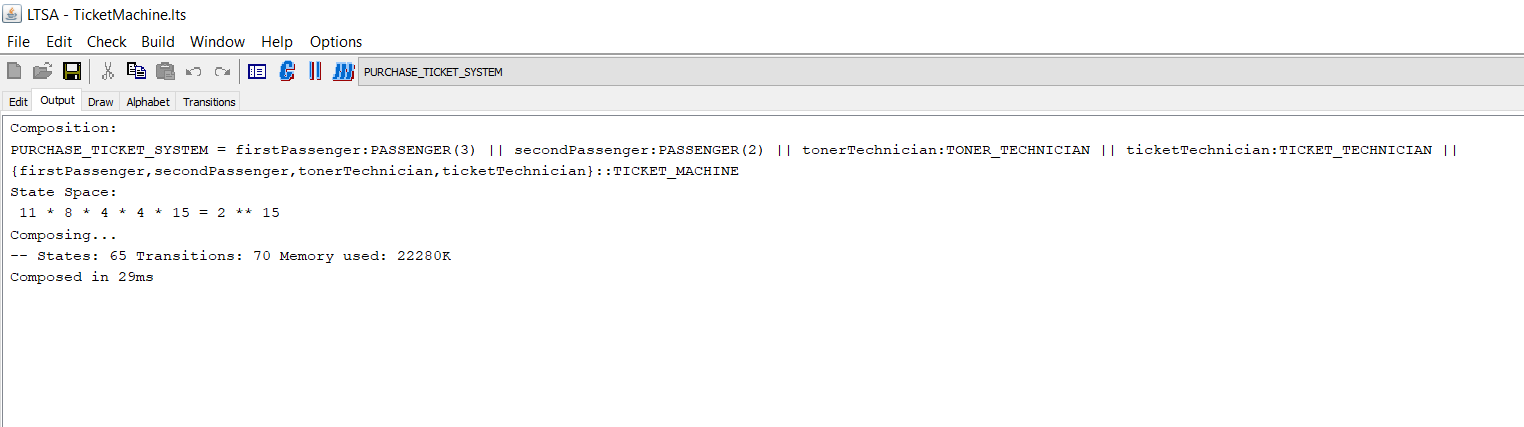 LTSA - TicketMachine.lts
File Edit Check Build Window Help Options
PURCHASE_TICKET_SYSTEM
Edit Output Draw Alphabet Transitions
Composition:
PURCHASE_TICKET_SYSTEM = firstPassenger:PASSENGER(3) || secondPassenger:PASSENGER(2) || tonerTechnician:TONER_TECHNICIAN || ticketTechnician:TICKET_TECHNICIAN ||
{firstPassenger,secondPassenger,tonerTechnician,ticketTechnician}::TICKET_MACHINE
State Space:
11 * 8 * 4 * 4 * 15 = 2 ** 15
Composing...
-- States: 65 Transitions: 70 Memory used: 22280K
Composed in 29ms